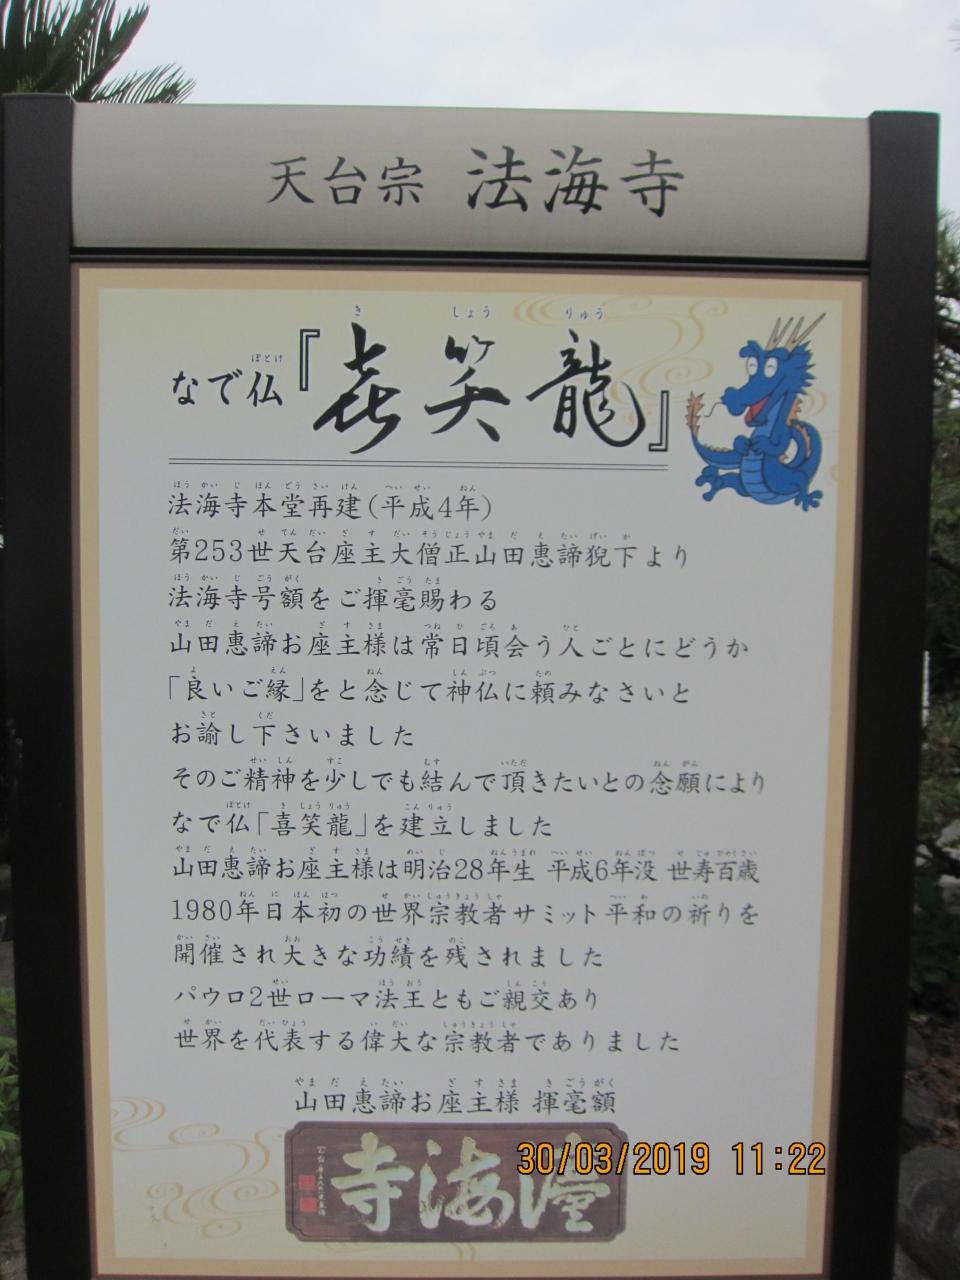 天台宗 法海寺
なで仏『㐂笑龍』
法海寺本堂再建(平成4年)
第253世天台座主大僧正山田惠諦猊下より
法海寺号額をご揮毫賜わる
山田惠諦お座主様は常日頃会う人ごとにどうか
「良いご縁」をと念じて神仏に頼みなさいと
お諭し下さいました
そのご精神を少しでも結んで頂きたいとの念願により
なで仏「喜笑龍」を建立しました
山田惠諦お座主様は明治28年生 平成6年没 世寿百歳
1980年日本初の世界宗教者サミット平和の祈りを
開催され大きな功績を残されました
パウロ2世ローマ法王ともご親交あり
世界を代表する偉大な宗教者でありました
山田惠諦お座主様 揮毫額
寺海法
30/03/2019 11:22